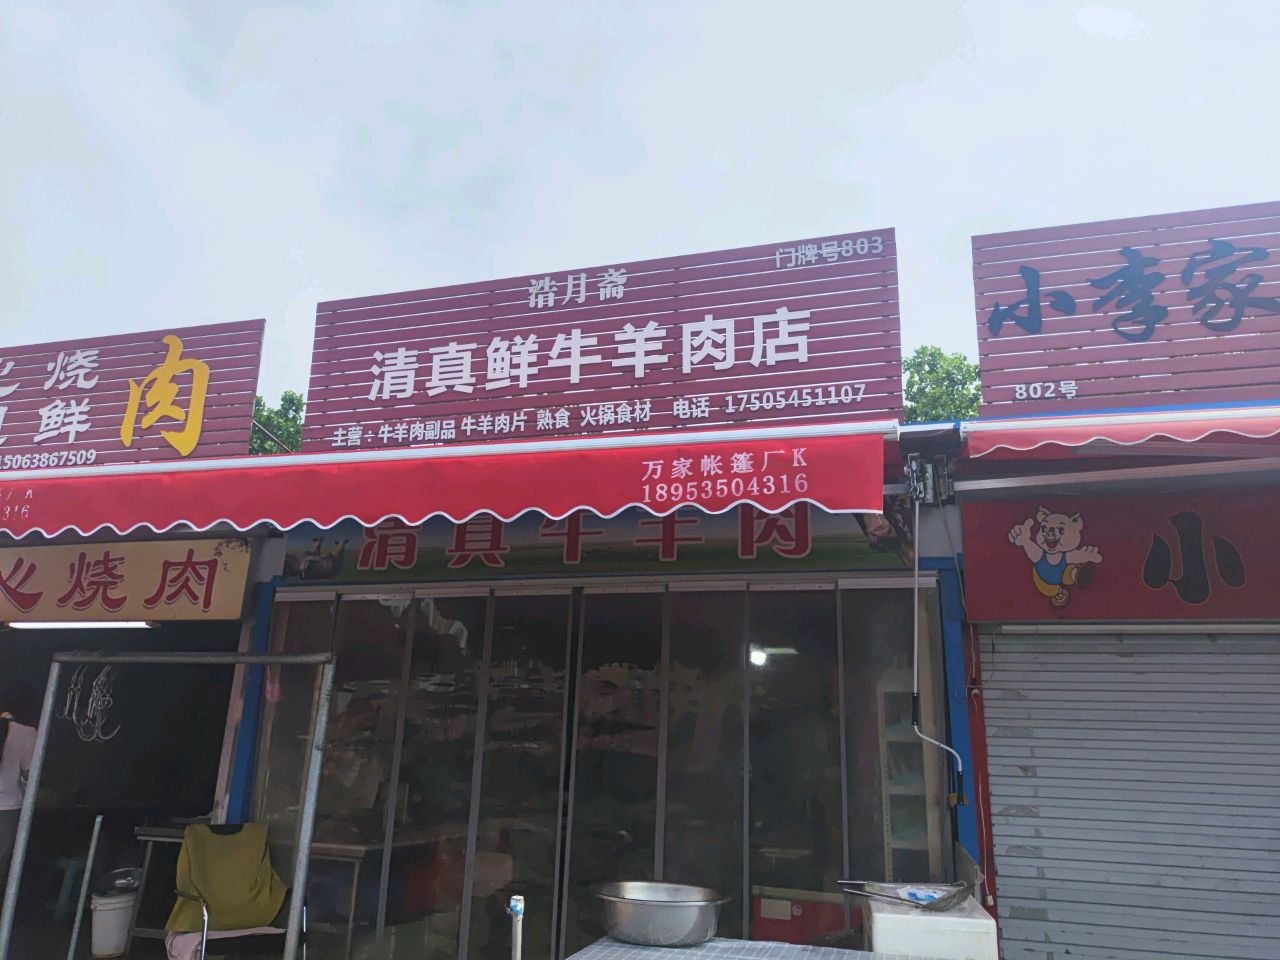 烧
鲜
肉
15063867509
烧肉
浩月斋
门牌号803
清真鲜牛羊肉店
主营÷牛羊肉副品 牛羊肉片 熟食 火锅食材 电话 17505451107
万家帐篷厂K
18953504316
清真牛羊肉
小李家
802号
小